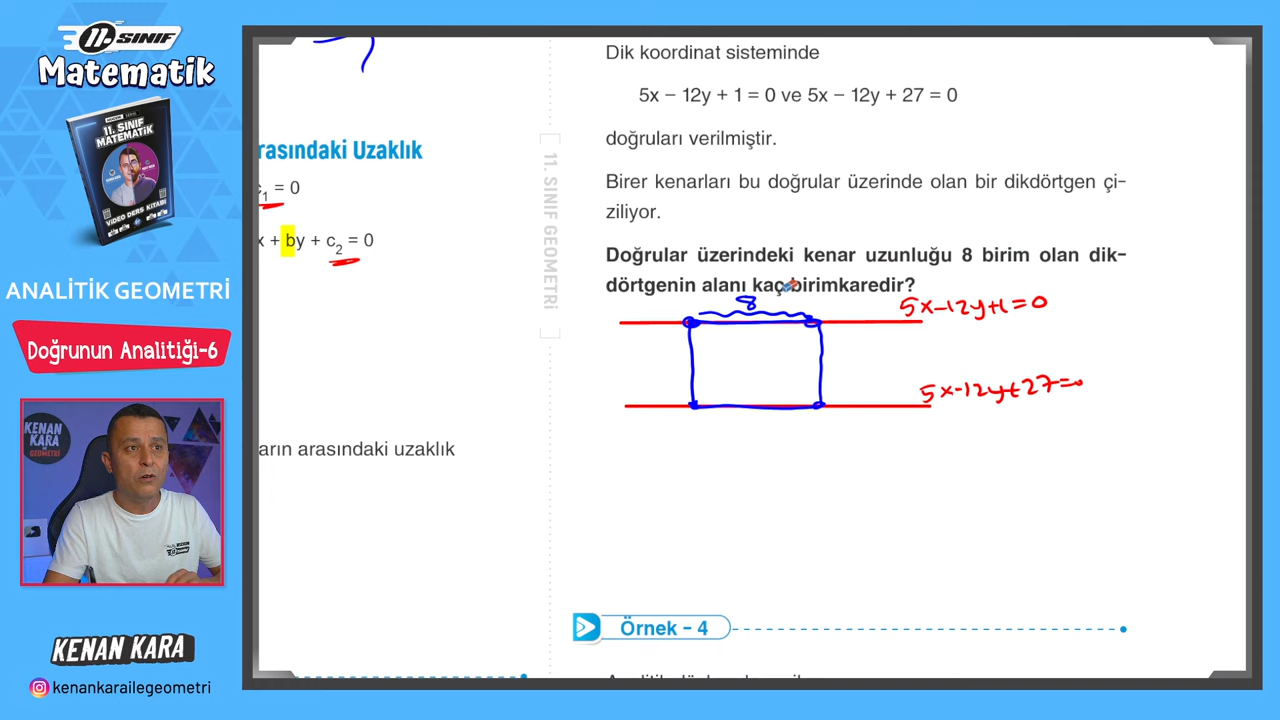 11. SINIF
Matematik
11. SINIF
MATEMATİK
VİDEO DERS KİTABI
ANALİTİK GEOMETRİ
Doğrunun Analitiği-6
KENAN
KARA
GEOMETRİ
KENAN KARA
kenankarailegeometri
rasındaki Uzaklık
c1 = 0
x + by + c2 = 0
arın arasındaki uzaklık
11. SINIF GEOMETRİ
Dik koordinat sisteminde
5x − 12y + 1 = 0 ve 5x − 12y + 27 = 0
doğruları verilmiştir.
Birer kenarları bu doğrular üzerinde olan bir dikdörtgen çi-
ziliyor.
Doğrular üzerindeki kenar uzunluğu 8 birim olan dik-
dörtgenin alanı kaç birimkaredir?
8
5x-12y+1=0
5x-12y+27=0
Örnek - 4